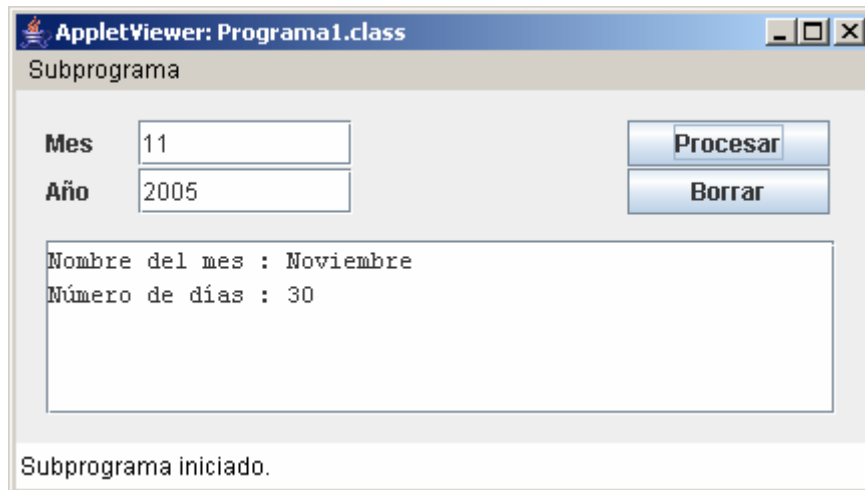 AppletViewer: Programa1.class
Subprograma
Mes 11 Procesar
Año 2005 Borrar
Nombre del mes : Noviembre
Número de días : 30
Subprograma iniciado.